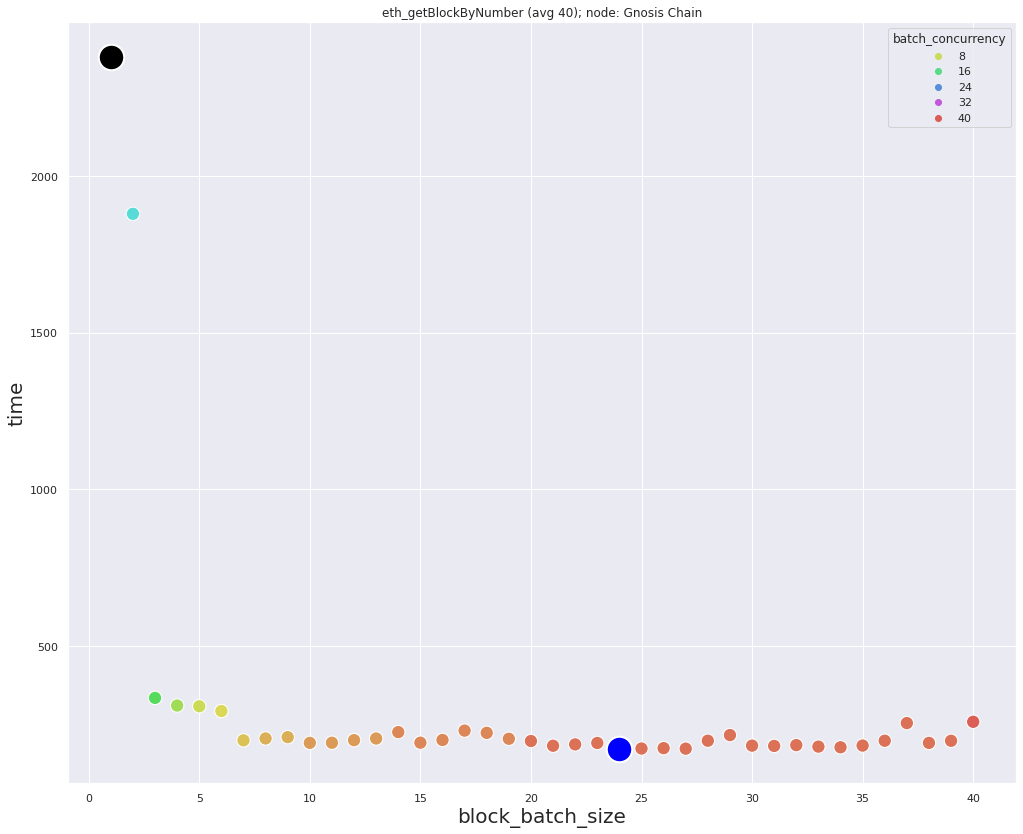 eth_getBlockByNumber (avg 40); node: Gnosis Chain
batch_concurrency
8
16
24
32
40
time
2000
1500
1000
500
0 5 10 15 20 25 30 35 40
block_batch_size